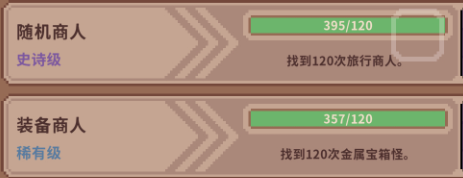 随机商人
395/120
史诗级
找到120次旅行商人。
装备商人
357/120
稀有级
找到120次金属宝箱怪。